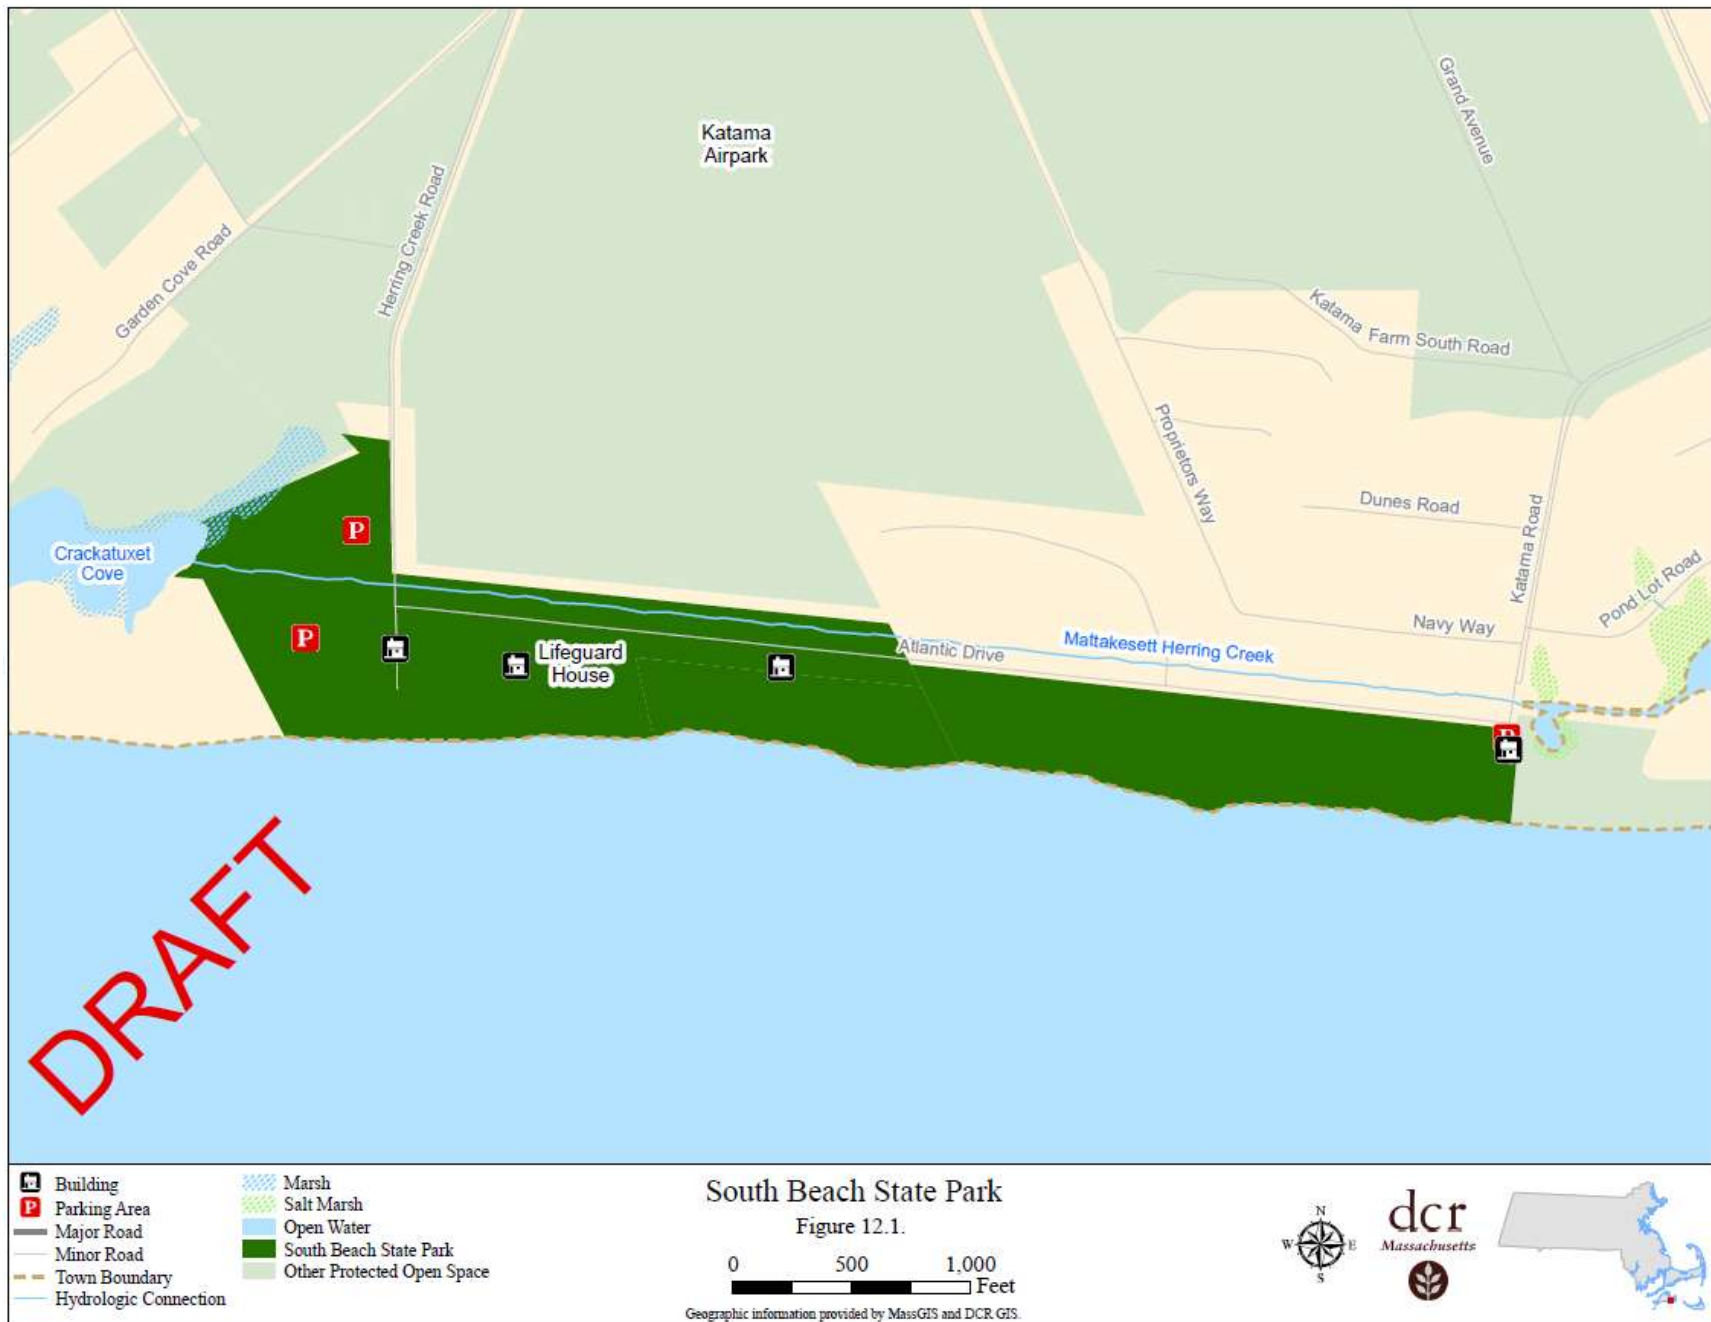 Grand Avenue
Katama
Airpark
Herring Creek Road
Garden Cove Road
Katama Farm South Road
Proprietors Way
Dunes Road
Katama Road
Crackatuxet
Cove
Pond Lot Road
Navy Way
Mattakesett Herring Creek
Atlantic Drive
Lifeguard
House
P
P
DRAFT
Building
P Parking Area
Major Road
Minor Road
Town Boundary
Hydrologic Connection
Marsh
Salt Marsh
Open Water
South Beach State Park
Other Protected Open Space
South Beach State Park
Figure 12.1.
0 500 1,000
Feet
Geographic information provided by MassGIS and DCR GIS.
N
W E
S
dcr
Massachusetts